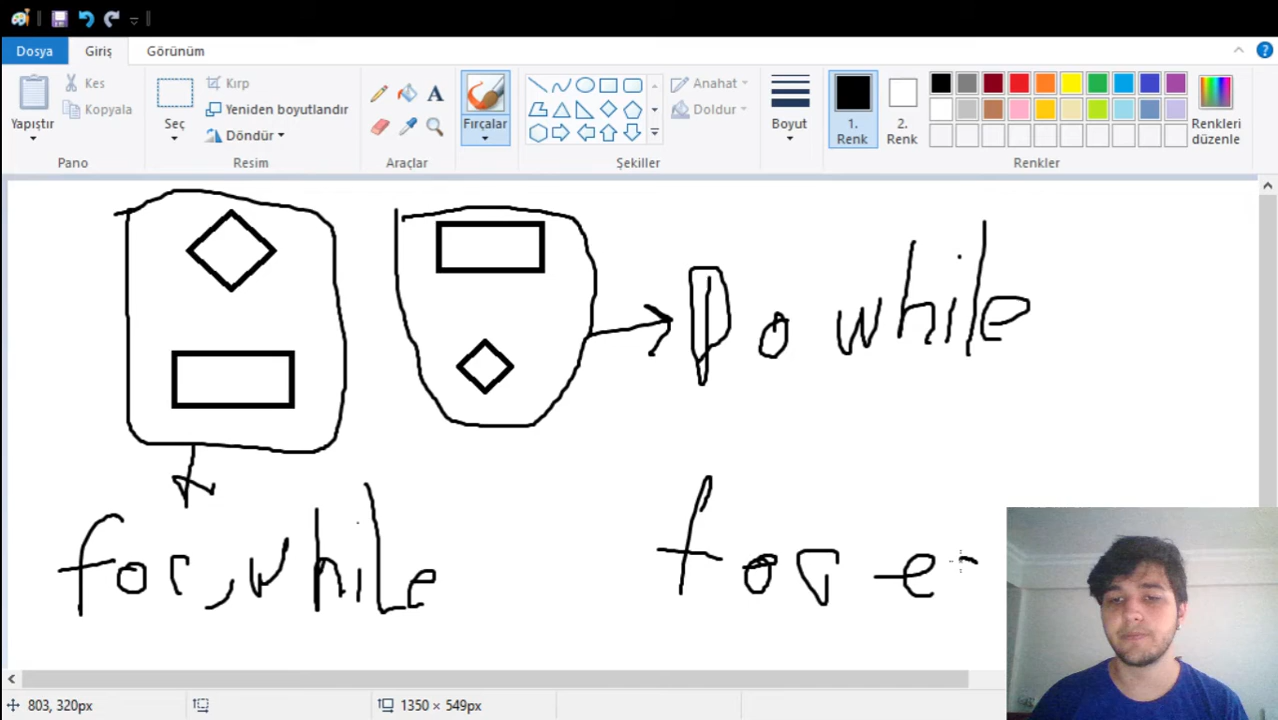 Dosya Giriş Görünüm
Yapıştır
Kes
Kopyala
Pano
Seç
Kırp
Yeniden boyutlandır
Döndür
Resim
A
Araçlar
Fırçalar
Anahat
Doldur
Şekiller
Boyut
1. Renk
2. Renk
Renkleri düzenle
Renkler
Do while
for, while
for e
803, 320px
1350 × 549px